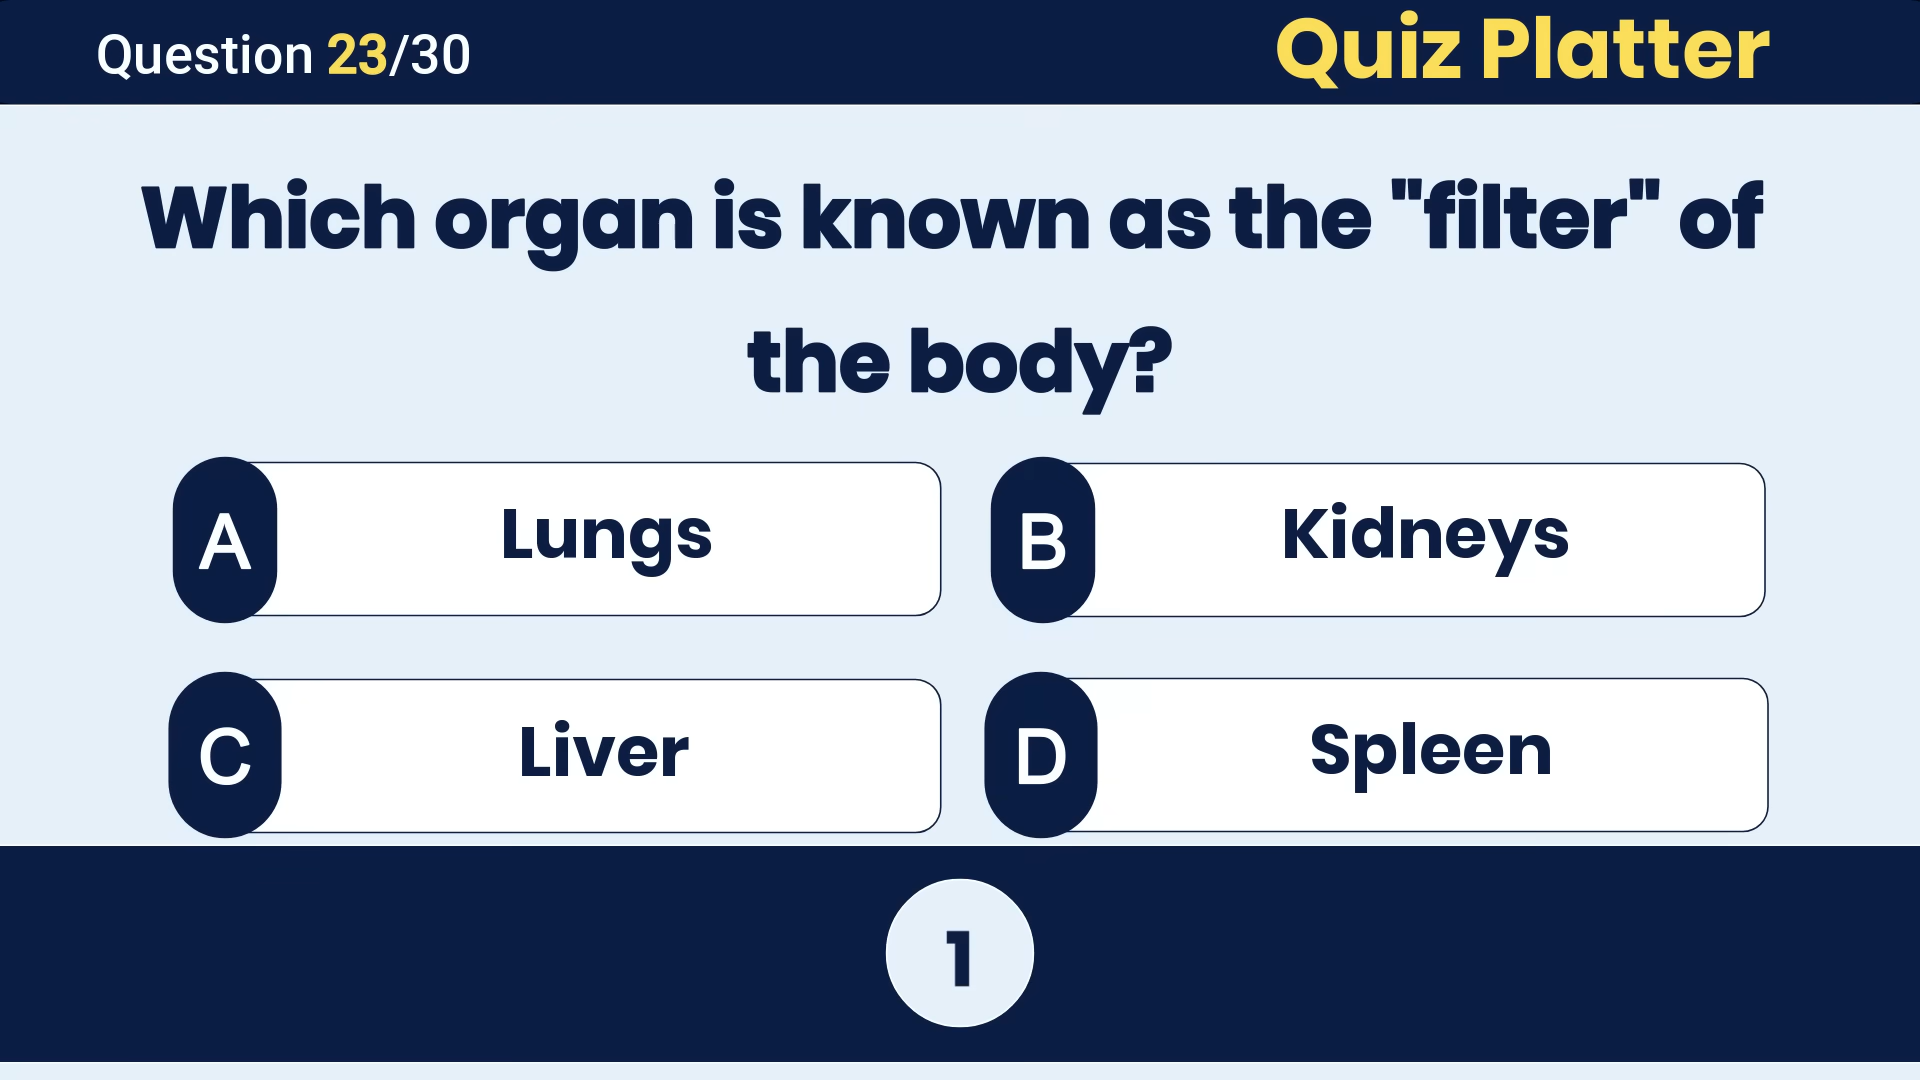 Question 23/30
Quiz Platter
Which organ is known as the "filter" of
the body?
A Lungs
B Kidneys
C Liver
D Spleen
1